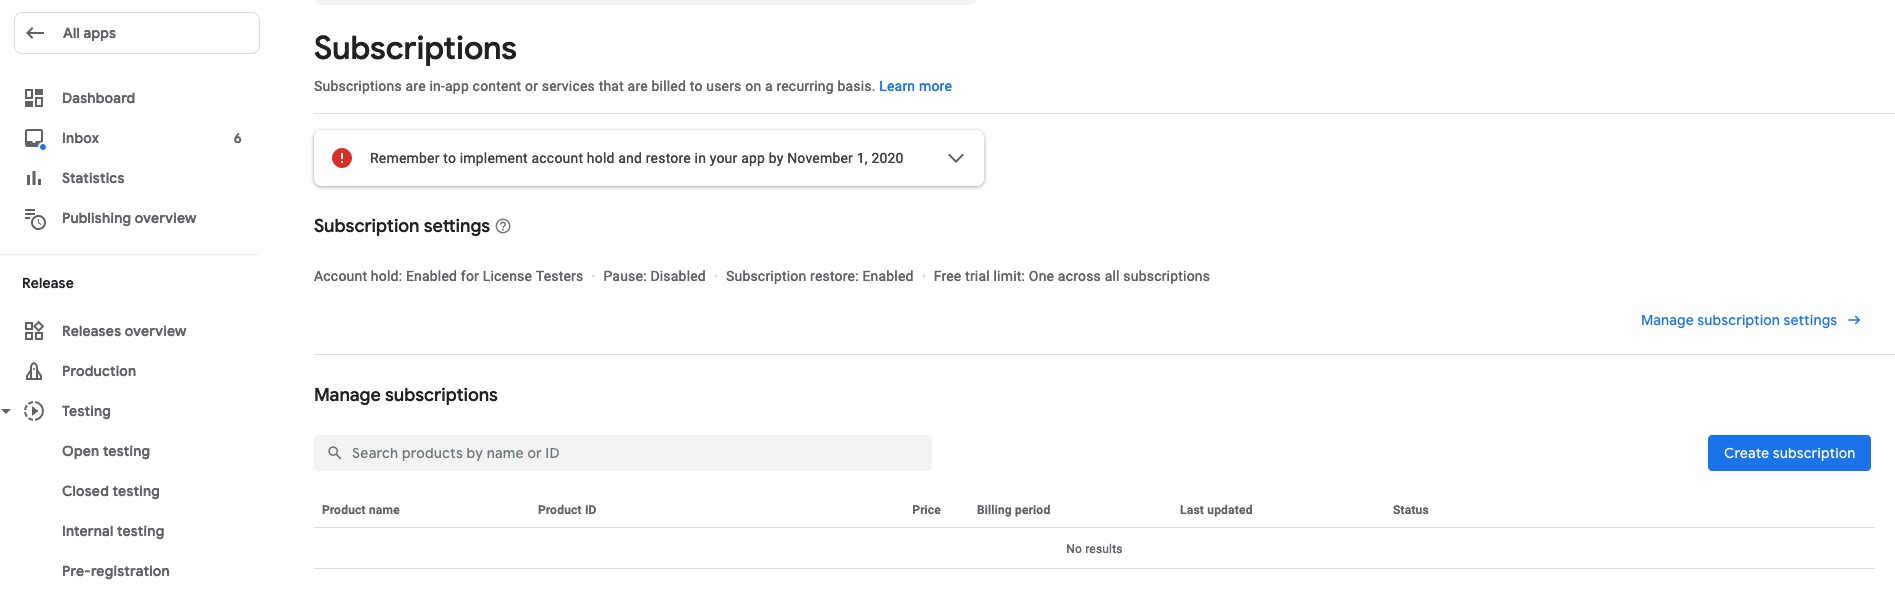 All apps
Dashboard
Inbox 6
Statistics
Publishing overview
Release
Releases overview
Production
Testing
Open testing
Closed testing
Internal testing
Pre-registration
Subscriptions
Subscriptions are in-app content or services that are billed to users on a recurring basis. Learn more
Remember to implement account hold and restore in your app by November 1, 2020
Subscription settings
Account hold: Enabled for License Testers · Pause: Disabled · Subscription restore: Enabled · Free trial limit: One across all subscriptions
Manage subscription settings
Manage subscriptions
Search products by name or ID
Create subscription
Product name Product ID Price Billing period Last updated Status
No results